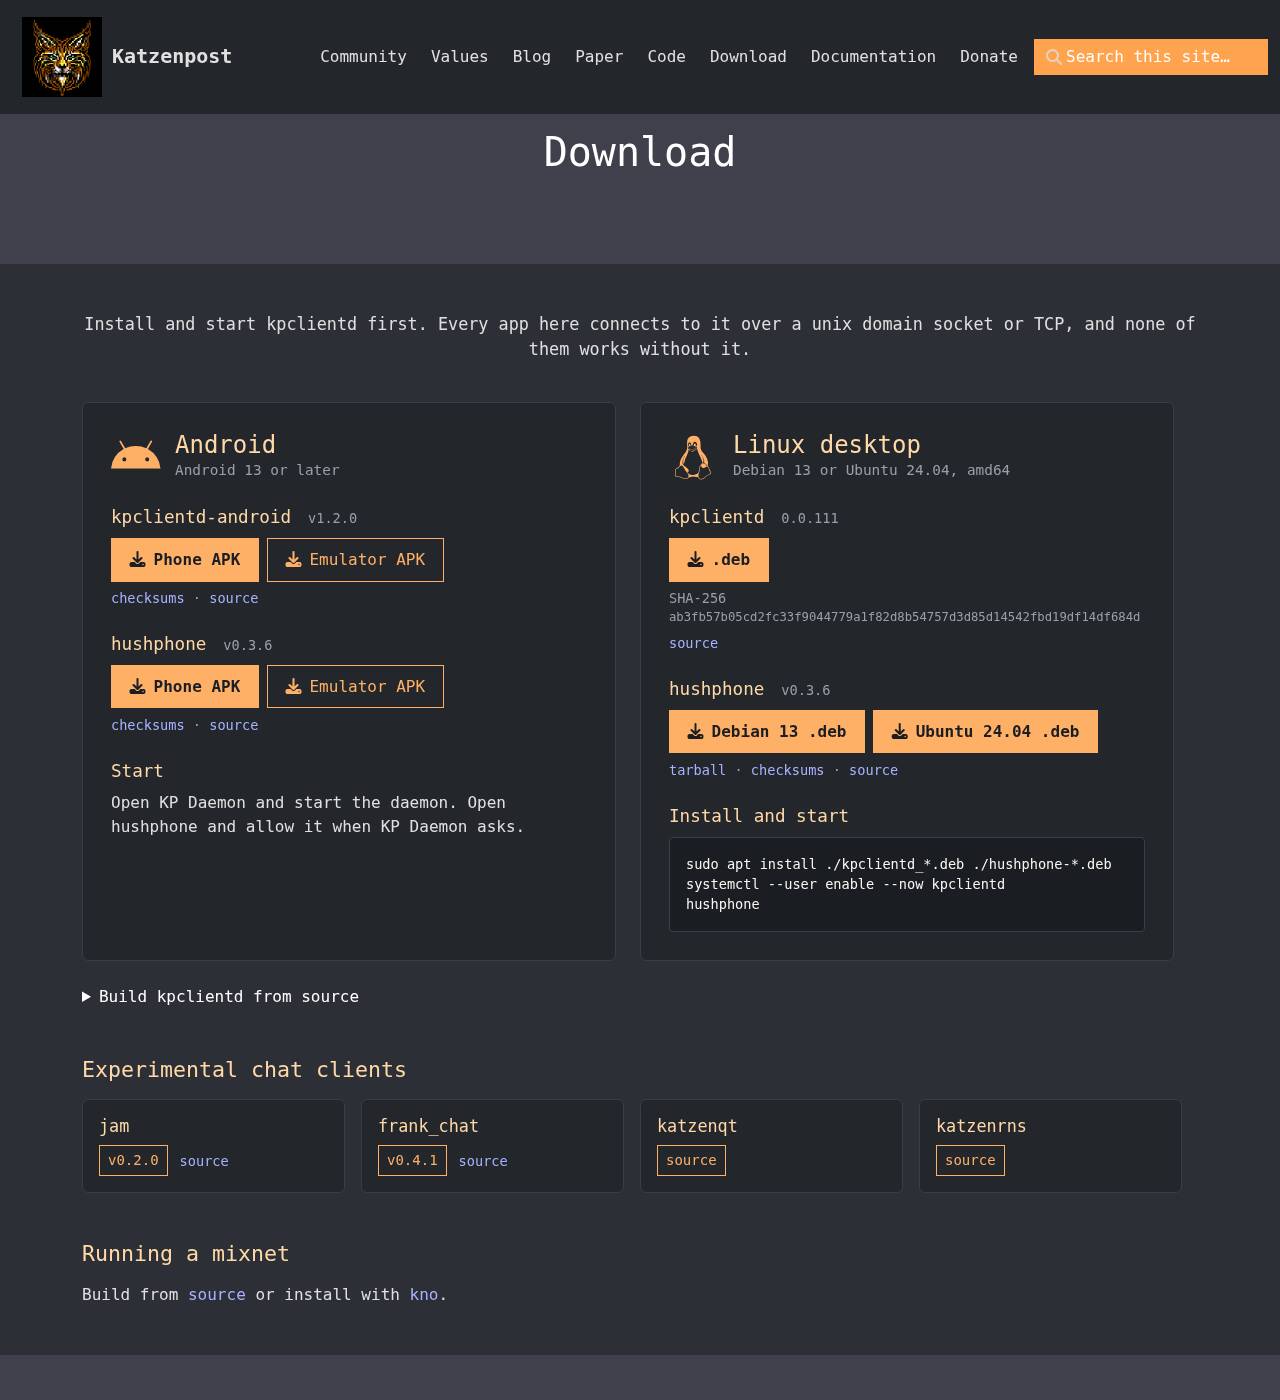 Katzenpost
Community Values Blog Paper Code Download Documentation Donate Search this site…
Download
Install and start kpclientd first. Every app here connects to it over a unix domain socket or TCP, and none of
them works without it.
Android
Android 13 or later
kpclientd-android v1.2.0
Phone APK Emulator APK
checksums · source
hushphone v0.3.6
Phone APK Emulator APK
checksums · source
Start
Open KP Daemon and start the daemon. Open
hushphone and allow it when KP Daemon asks.
Linux desktop
Debian 13 or Ubuntu 24.04, amd64
kpclientd 0.0.111
.deb
SHA-256
ab3fb57b05cd2fc33f9044779a1f82d8b54757d3d85d14542fbd19df14df684d
source
hushphone v0.3.6
Debian 13 .deb Ubuntu 24.04 .deb
tarball · checksums · source
Install and start
sudo apt install ./kpclientd_*.deb ./hushphone-*.deb
systemctl --user enable --now kpclientd
hushphone
Build kpclientd from source
Experimental chat clients
jam
v0.2.0 source
frank_chat
v0.4.1 source
katzenqt
source
katzenrns
source
Running a mixnet
Build from source or install with kno.